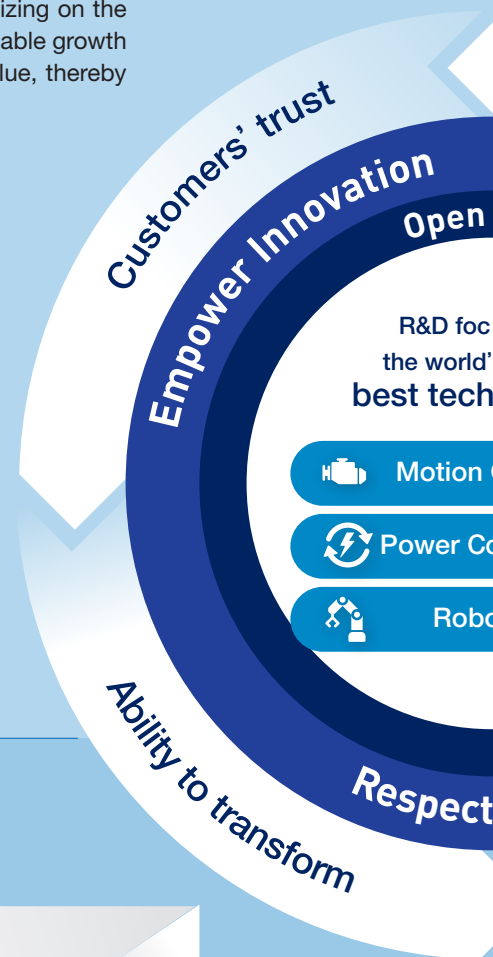 izing on the
able growth
lue, thereby
Customers' trust
Empower Innovation
Open
R&D foc
the world'
best tech
Motion
Power Co
Robo
Ability to transform
Respect